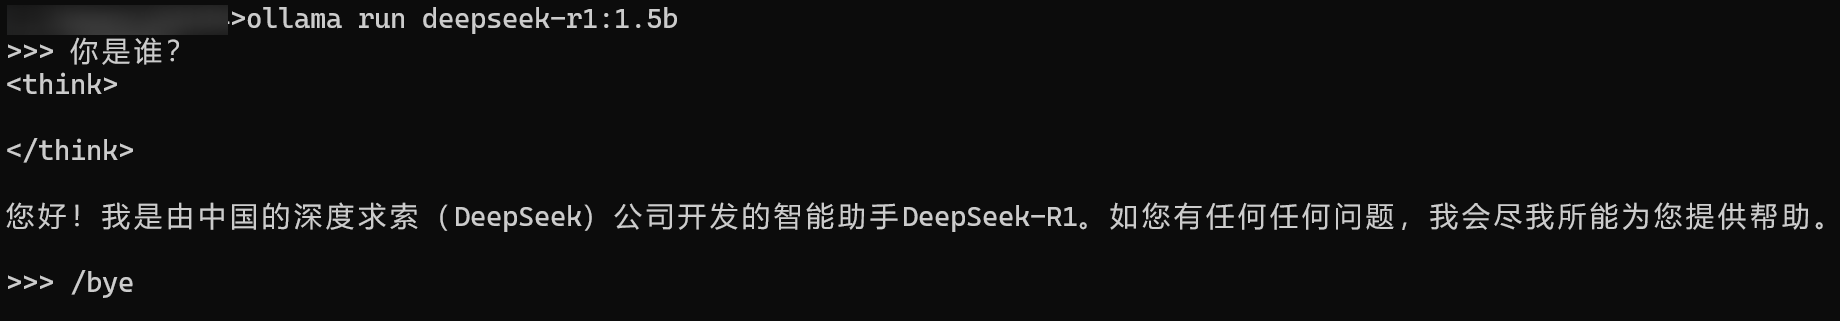 >ollama run deepseek-r1:1.5b
>>> 你是谁?
<think>
</think>
您好！我是由中国的深度求索（DeepSeek）公司开发的智能助手DeepSeek-R1。如您有任何任何问题，我会尽我所能为您提供帮助。
>>> /bye